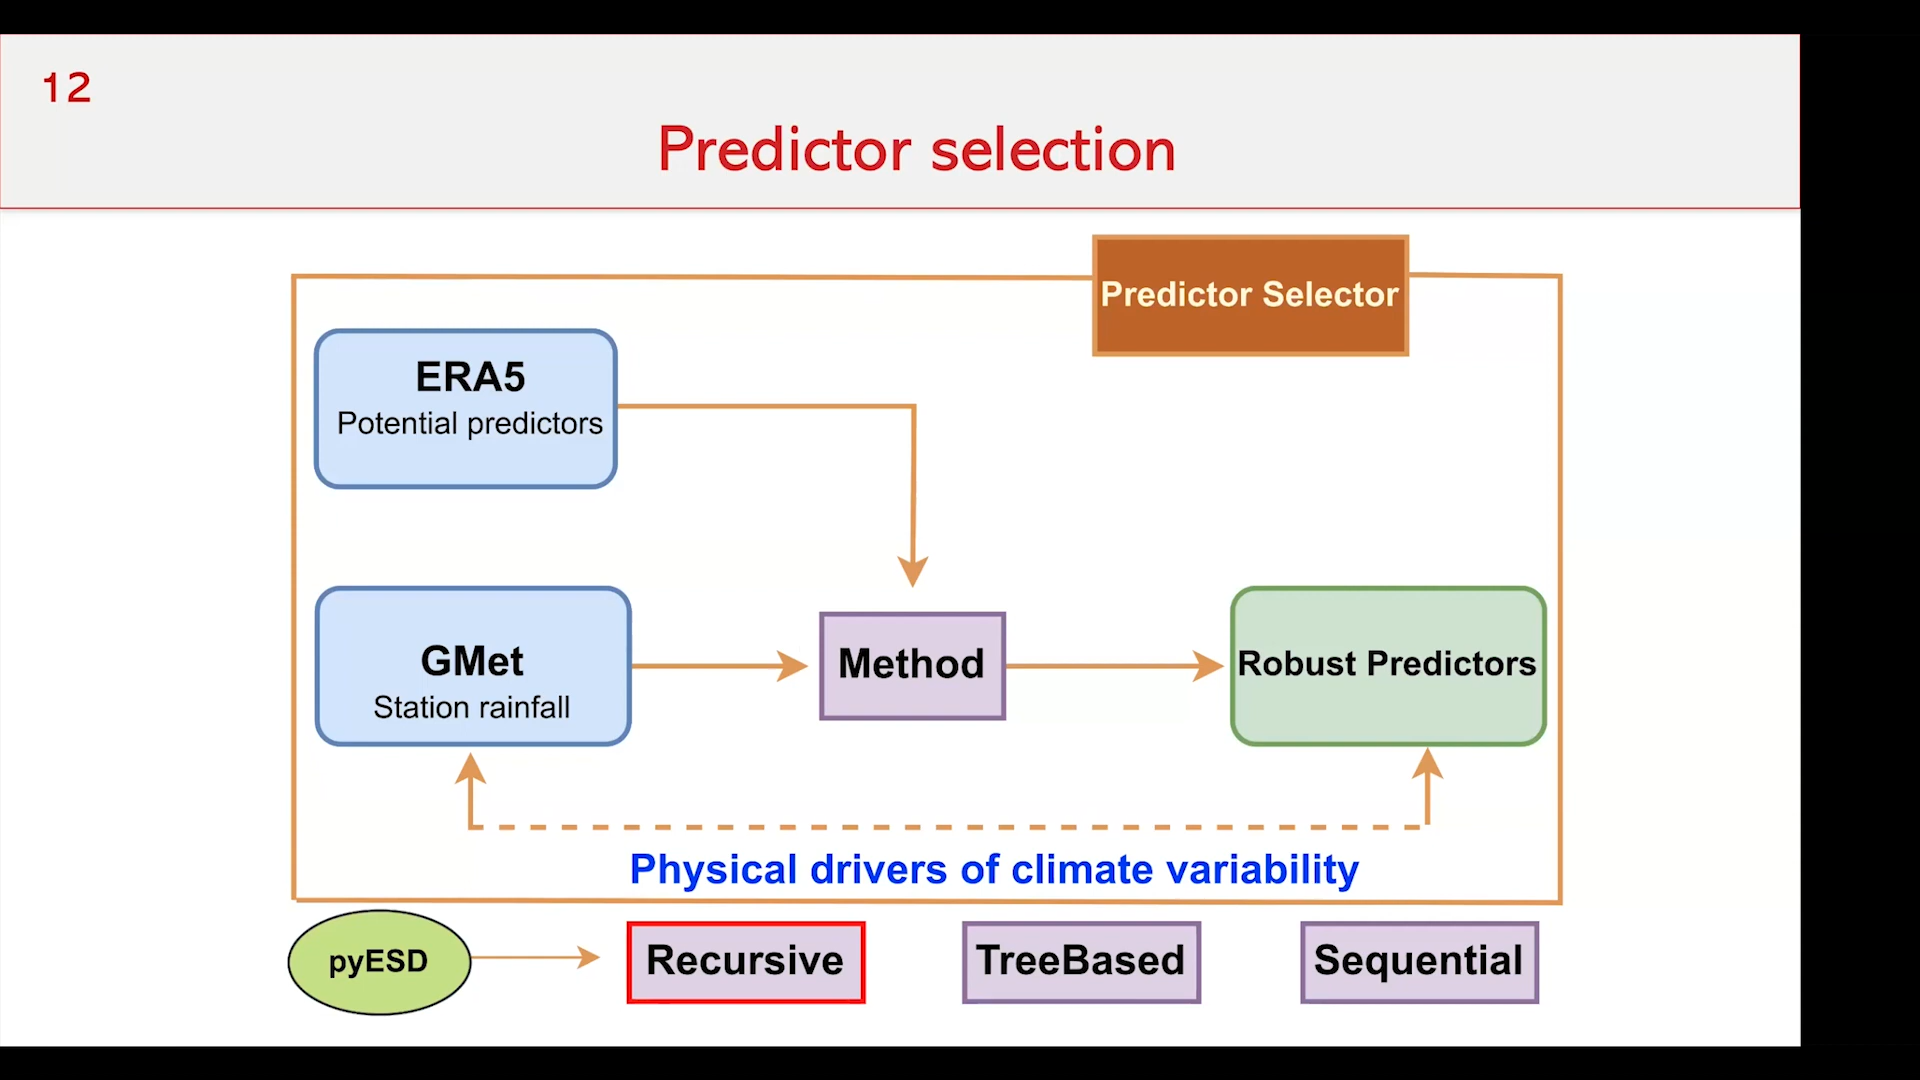 12
Predictor selection
Predictor Selector
ERA5
Potential predictors
GMet
Station rainfall
Method
Robust Predictors
Physical drivers of climate variability
pyESD
Recursive
TreeBased
Sequential